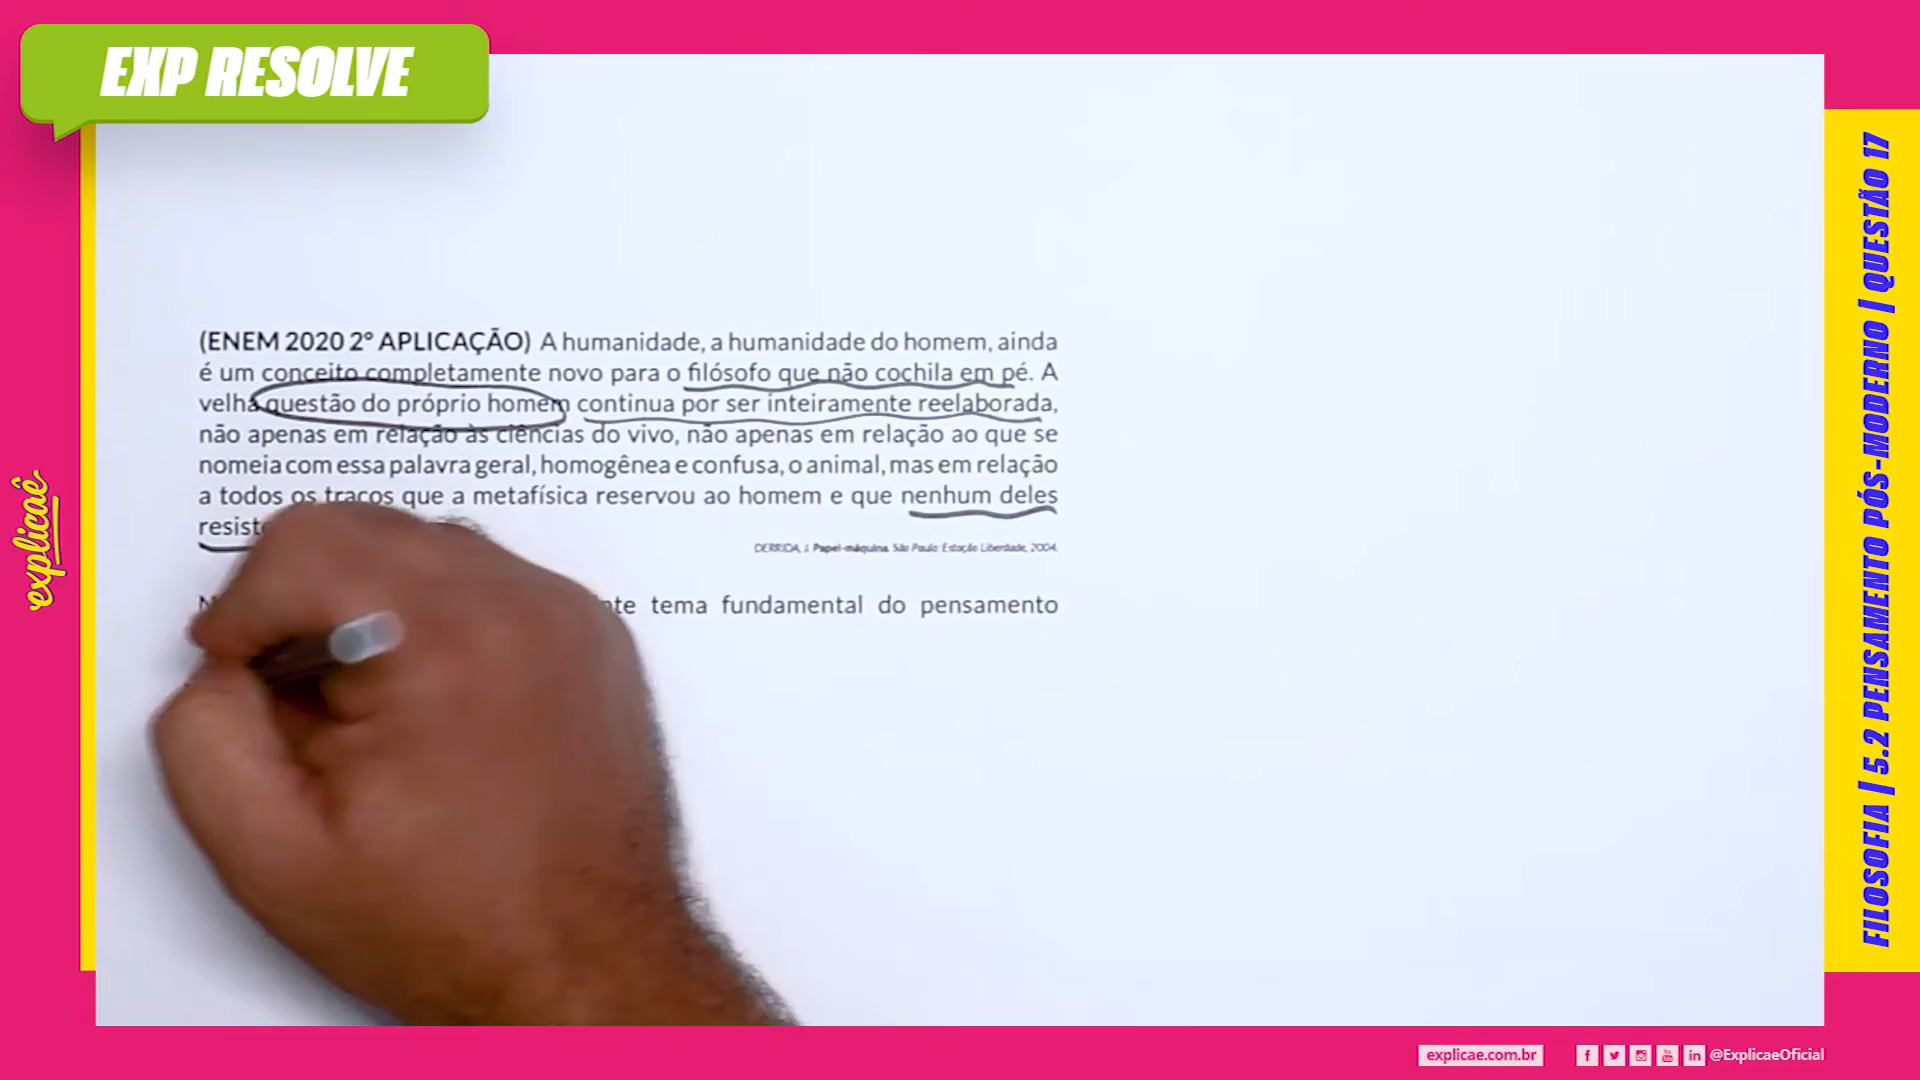 EXP RESOLVE
(ENEM 2020 2º APLICAÇÃO) A humanidade, a humanidade do homem, ainda
é um conceito completamente novo para o filósofo que não cochila em pé. A
velha questão do próprio homem continua por ser inteiramente reelaborada,
não apenas em relação às ciências do vivo, não apenas em relação ao que se
nomeia com essa palavra geral, homogênea e confusa, o animal, mas em relação
a todos os traços que a metafísica reservou ao homem e que nenhum deles
DERRIDA, J. Papel-máquina. São Paulo: Estação Liberdade, 2004.
tema fundamental do pensamento
FILOSOFIA | 5.2 PENSAMENTO PÓS-MODERNO | QUESTÃO 17
explicaê
explicae.com.br
@ExplicaeOficial